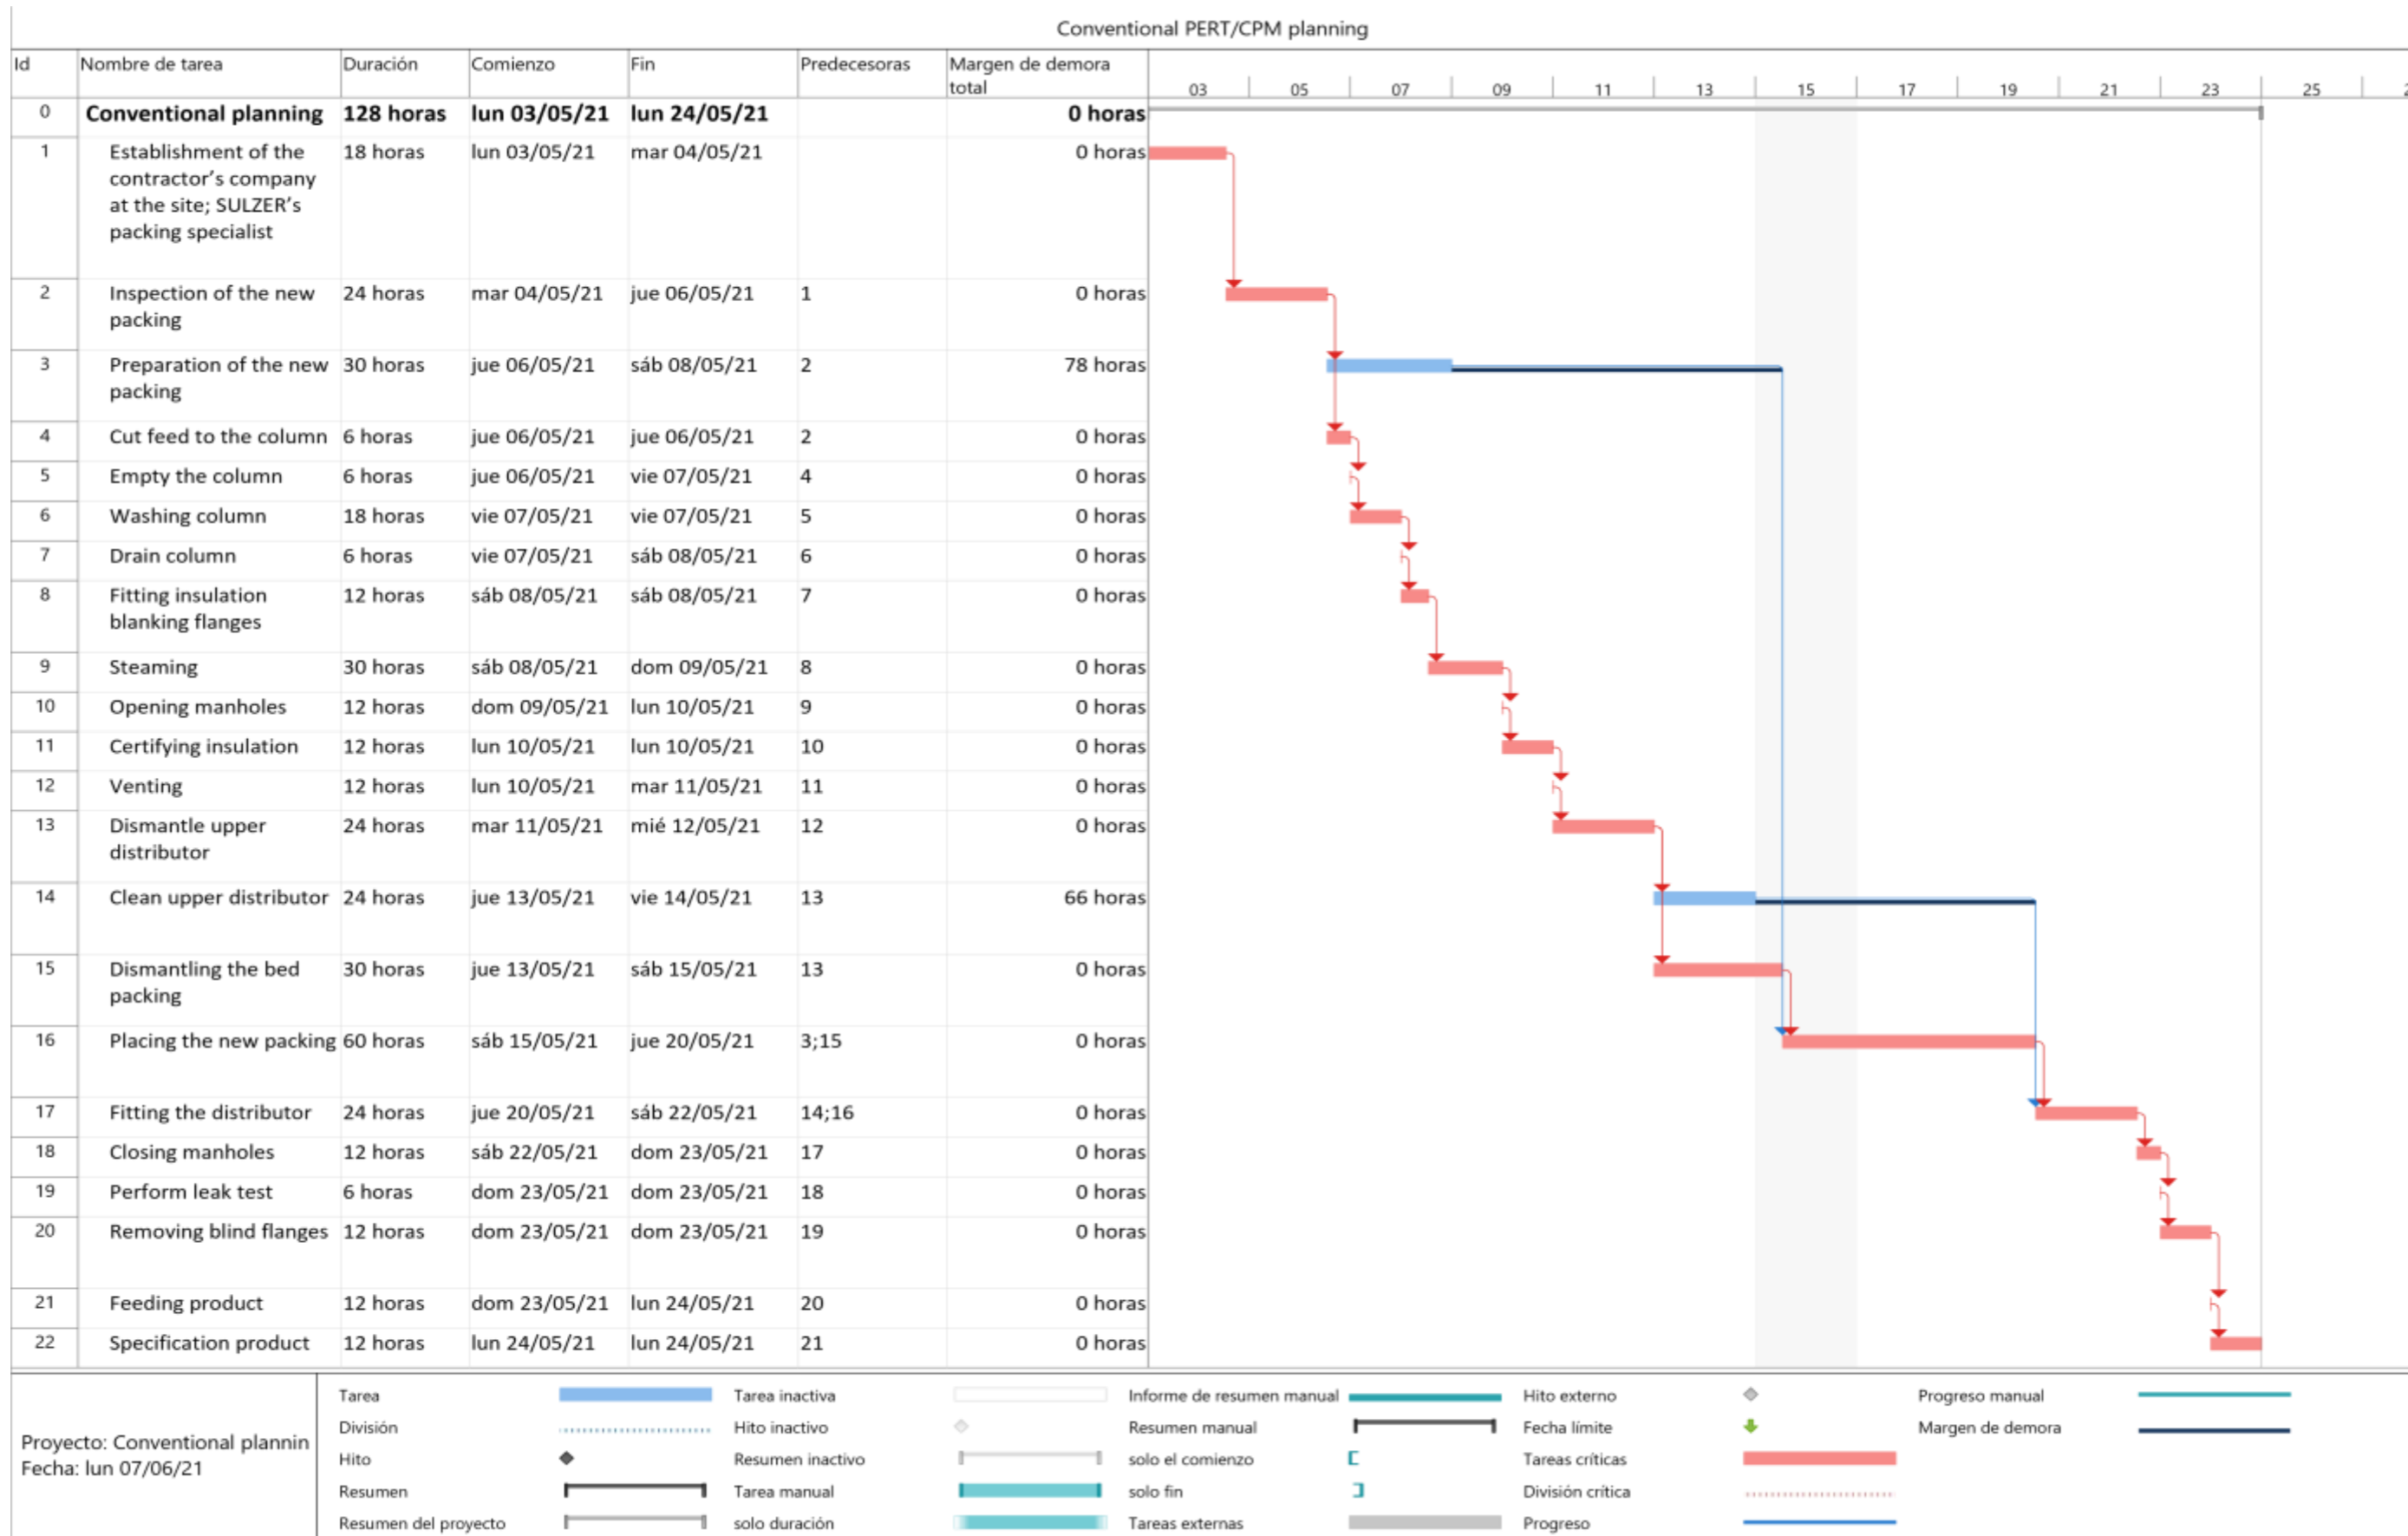 Conventional PERT/CPM planning
Id Nombre de tarea Duración Comienzo Fin Predecesoras Margen de demora
total
03 05 07 09 11 13 15 17 19 21 23 25
0 Conventional planning 128 horas lun 03/05/21 lun 24/05/21 0 horas
1 Establishment of the 18 horas lun 03/05/21 mar 04/05/21 0 horas
contractor’s company
at the site; SULZER’s
packing specialist
2 Inspection of the new 24 horas mar 04/05/21 jue 06/05/21 1 0 horas
packing
3 Preparation of the new 30 horas jue 06/05/21 sáb 08/05/21 2 78 horas
packing
4 Cut feed to the column 6 horas jue 06/05/21 jue 06/05/21 2 0 horas
5 Empty the column 6 horas jue 06/05/21 vie 07/05/21 4 0 horas
6 Washing column 18 horas vie 07/05/21 vie 07/05/21 5 0 horas
7 Drain column 6 horas vie 07/05/21 sáb 08/05/21 6 0 horas
8 Fitting insulation 12 horas sáb 08/05/21 sáb 08/05/21 7 0 horas
blanking flanges
9 Steaming 30 horas sáb 08/05/21 dom 09/05/21 8 0 horas
10 Opening manholes 12 horas dom 09/05/21 lun 10/05/21 9 0 horas
11 Certifying insulation 12 horas lun 10/05/21 lun 10/05/21 10 0 horas
12 Venting 12 horas lun 10/05/21 mar 11/05/21 11 0 horas
13 Dismantle upper 24 horas mar 11/05/21 mié 12/05/21 12 0 horas
distributor
14 Clean upper distributor 24 horas jue 13/05/21 vie 14/05/21 13 66 horas
15 Dismantling the bed 30 horas jue 13/05/21 sáb 15/05/21 13 0 horas
packing
16 Placing the new packing 60 horas sáb 15/05/21 jue 20/05/21 3;15 0 horas
17 Fitting the distributor 24 horas jue 20/05/21 sáb 22/05/21 14;16 0 horas
18 Closing manholes 12 horas sáb 22/05/21 dom 23/05/21 17 0 horas
19 Perform leak test 6 horas dom 23/05/21 dom 23/05/21 18 0 horas
20 Removing blind flanges 12 horas dom 23/05/21 dom 23/05/21 19 0 horas
21 Feeding product 12 horas dom 23/05/21 lun 24/05/21 20 0 horas
22 Specification product 12 horas lun 24/05/21 lun 24/05/21 21 0 horas
Proyecto: Conventional plannin
Fecha: lun 07/06/21
Tarea Tarea inactiva Informe de resumen manual Hito externo Progreso manual
División Hito inactivo Resumen manual Fecha límite Margen de demora
Hito Resumen inactivo solo el comienzo Tareas críticas
Resumen Tarea manual solo fin División crítica
Resumen del proyecto solo duración Tareas externas Progreso